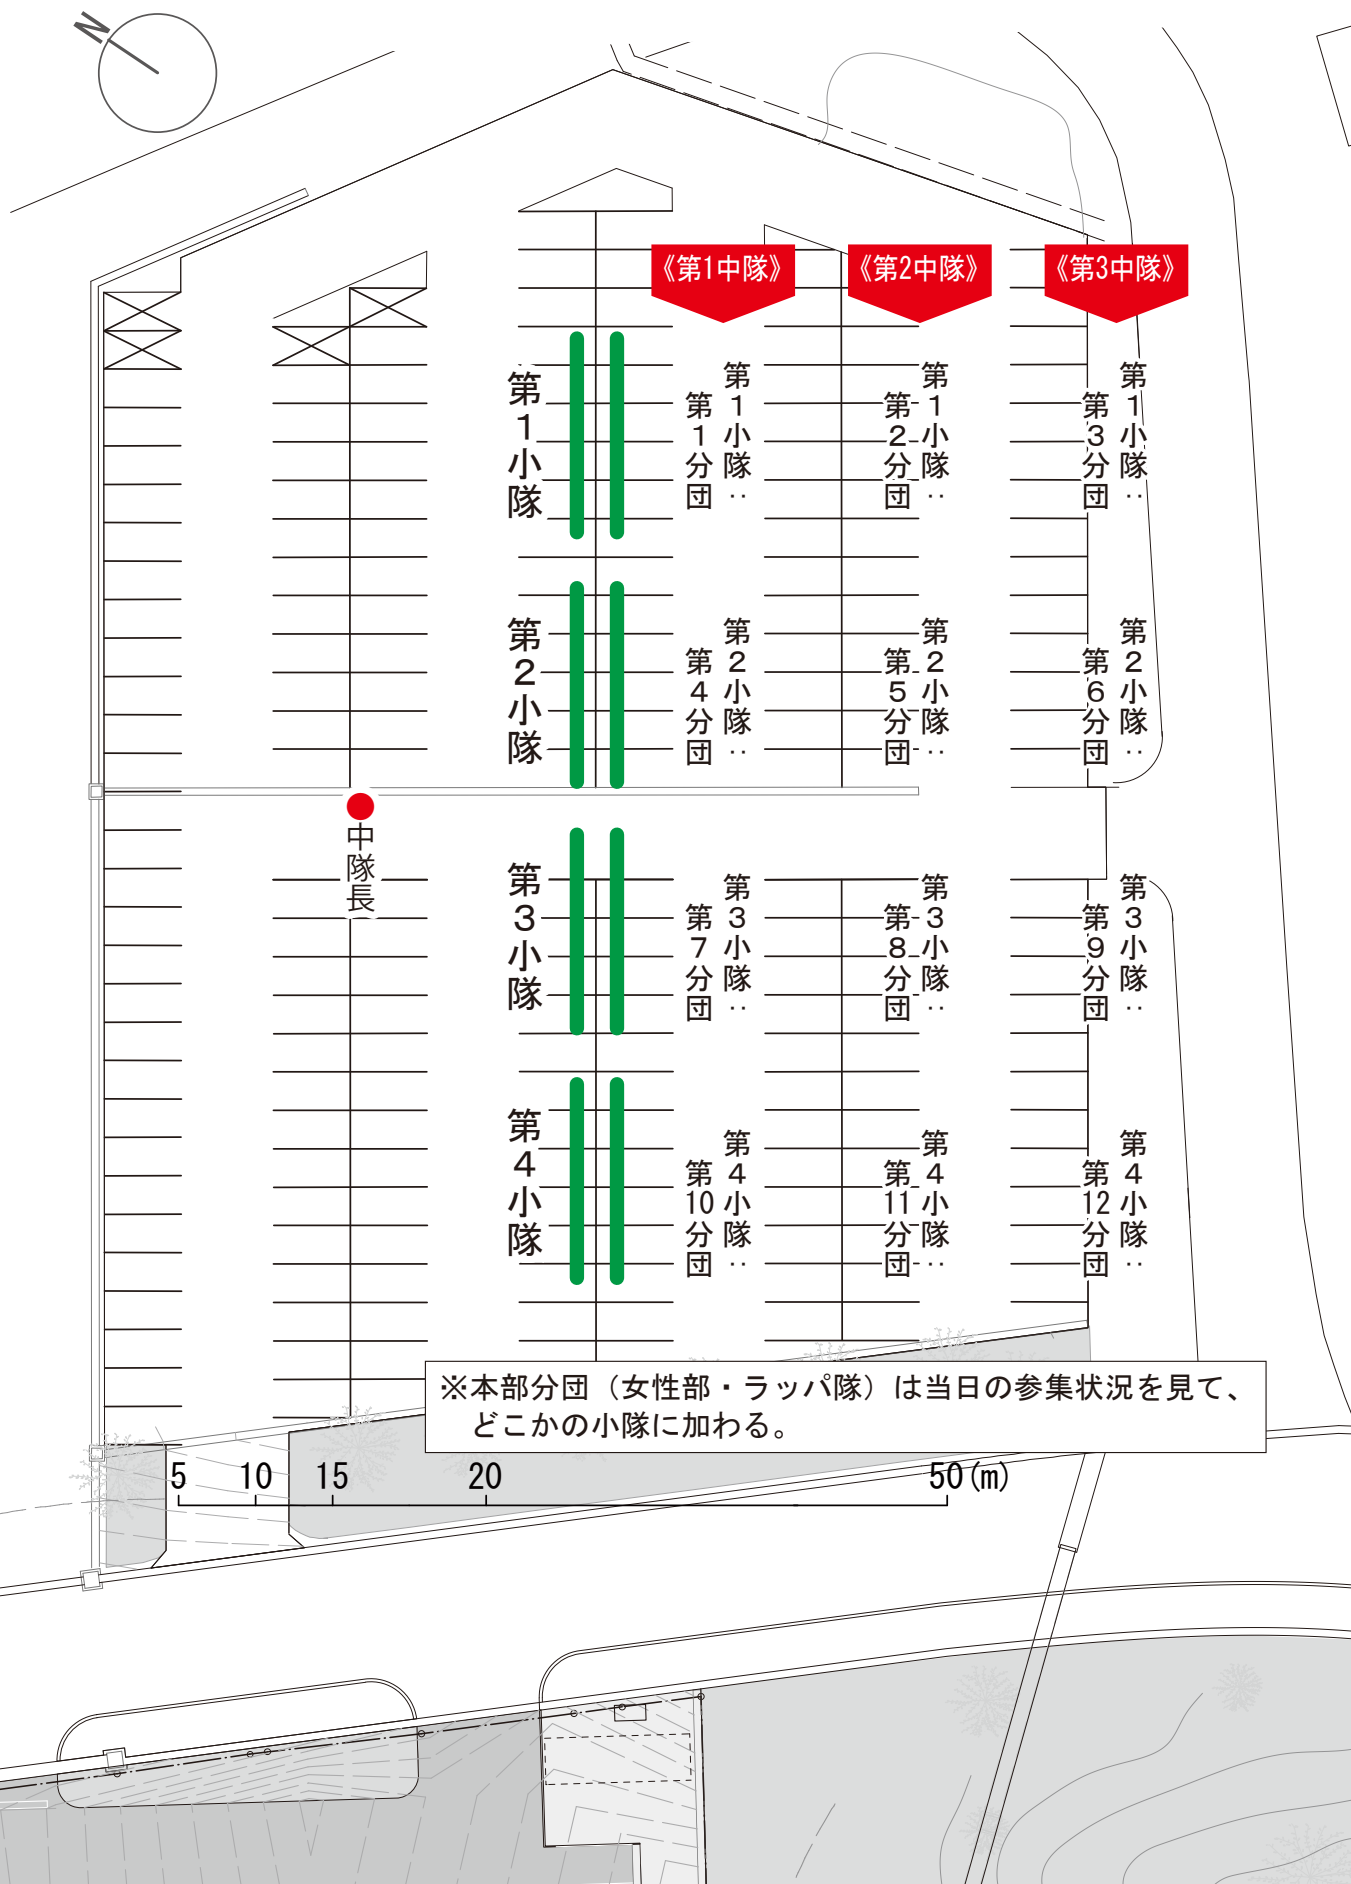 N
《第1中隊》
《第2中隊》
《第3中隊》
第1小隊
第2小隊
第3小隊
第4小隊
中隊長
第1小隊‥
第1分団
第2小隊‥
第4分団
第3小隊‥
第7分団
第4小隊‥
第10分団
第1小隊‥
第2分団
第2小隊‥
第5分団
第3小隊‥
第8分団
第4小隊‥
第11分団
第1小隊‥
第3分団
第2小隊‥
第6分団
第3小隊‥
第9分団
第4小隊‥
第12分団
※本部分団（女性部・ラッパ隊）は当日の参集状況を見て、
どこかの小隊に加わる。
5 10 15 20 50(m)